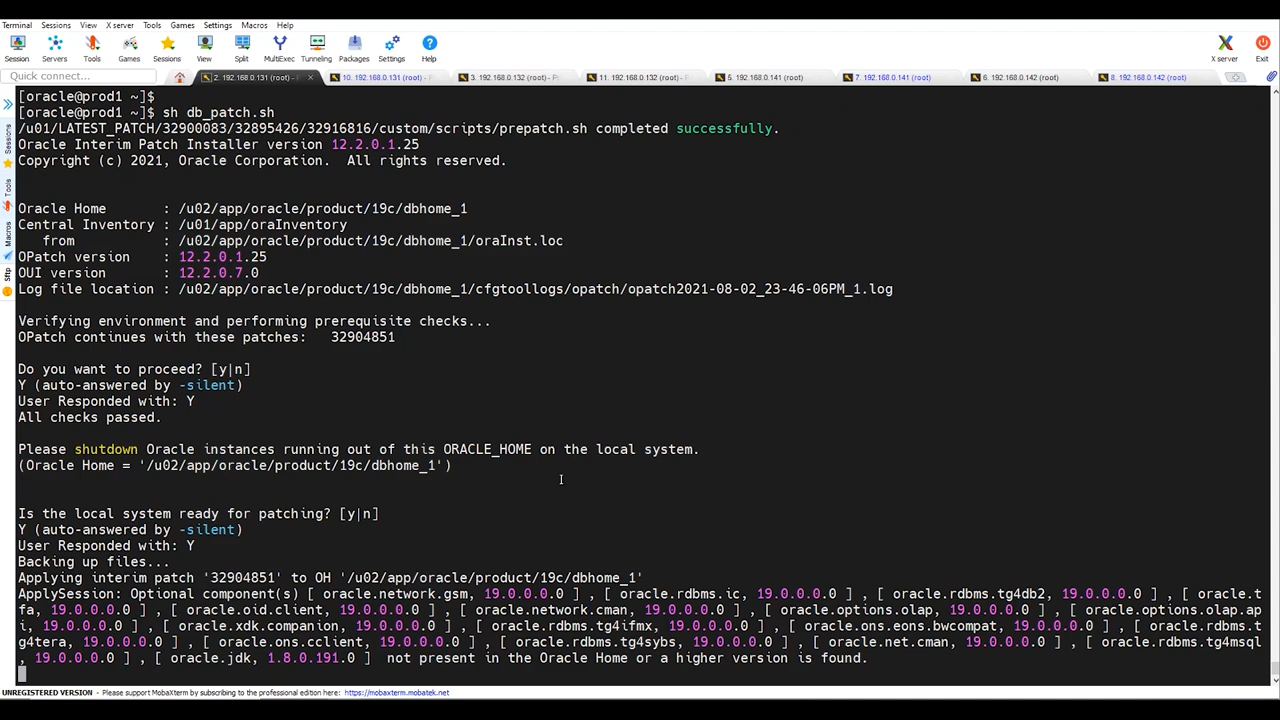 Terminal Sessions View X server Tools Games Settings Macros Help
Session Servers Tools Games Sessions View Split MultiExec Tunneling Packages Settings Help X server Exit
Quick connect...
2. 192.168.0.131 (root) - 10. 192.168.0.131 (root) - 3. 192.168.0.132 (root) - 11. 192.168.0.132 (root) - 5. 192.168.0.141 (root) 7. 192.168.0.141 (root) 6. 192.168.0.142 (root) 8. 192.168.0.142 (root)
Sessions
Tools
Macros
Sftp
[oracle@prod1 ~]$
[oracle@prod1 ~]$ sh db_patch.sh
/u01/LATEST_PATCH/32900083/32895426/32916816/custom/scripts/prepatch.sh completed successfully.
Oracle Interim Patch Installer version 12.2.0.1.25
Copyright (c) 2021, Oracle Corporation.  All rights reserved.
Oracle Home       : /u02/app/oracle/product/19c/dbhome_1
Central Inventory : /u01/app/oraInventory
   from           : /u02/app/oracle/product/19c/dbhome_1/oraInst.loc
OPatch version    : 12.2.0.1.25
OUI version       : 12.2.0.7.0
Log file location : /u02/app/oracle/product/19c/dbhome_1/cfgtoollogs/opatch/opatch2021-08-02_23-46-06PM_1.log
Verifying environment and performing prerequisite checks...
OPatch continues with these patches:   32904851
Do you want to proceed? [y|n]
Y (auto-answered by -silent)
User Responded with: Y
All checks passed.
Please shutdown Oracle instances running out of this ORACLE_HOME on the local system.
(Oracle Home = '/u02/app/oracle/product/19c/dbhome_1')
Is the local system ready for patching? [y|n]
Y (auto-answered by -silent)
User Responded with: Y
Backing up files...
Applying interim patch '32904851' to OH '/u02/app/oracle/product/19c/dbhome_1'
ApplySession: Optional component(s) [ oracle.network.gsm, 19.0.0.0.0 ] , [ oracle.rdbms.ic, 19.0.0.0.0 ] , [ oracle.rdbms.tg4db2, 19.0.0.0.0 ] , [ oracle.t
fa, 19.0.0.0.0 ] , [ oracle.oid.client, 19.0.0.0.0 ] , [ oracle.network.cman, 19.0.0.0.0 ] , [ oracle.options.olap, 19.0.0.0.0 ] , [ oracle.options.olap.ap
i, 19.0.0.0.0 ] , [ oracle.xdk.companion, 19.0.0.0.0 ] , [ oracle.rdbms.tg4ifmx, 19.0.0.0.0 ] , [ oracle.ons.eons.bwcompat, 19.0.0.0.0 ] , [ oracle.rdbms.t
g4tera, 19.0.0.0.0 ] , [ oracle.ons.cclient, 19.0.0.0.0 ] , [ oracle.rdbms.tg4sybs, 19.0.0.0.0 ] , [ oracle.net.cman, 19.0.0.0.0 ] , [ oracle.rdbms.tg4msql
, 19.0.0.0.0 ] , [ oracle.jdk, 1.8.0.191.0 ]  not present in the Oracle Home or a higher version is found.
UNREGISTERED VERSION - Please support MobaXterm by subscribing to the professional edition here: https://mobaxterm.mobatek.net